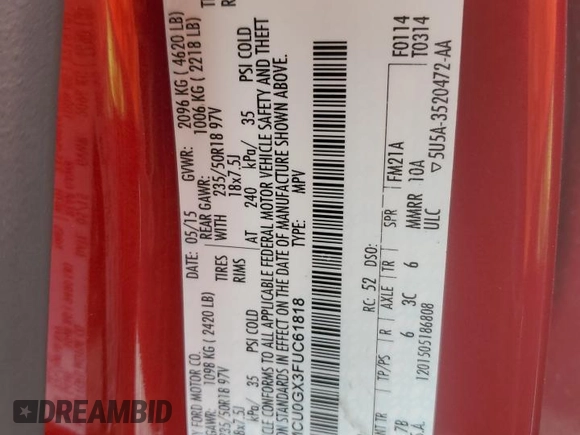 Y FORD MOTOR CO.
DATE: 05/15 GVWR: 2096 KG ( 4620 LB)
GAWR: 1098 KG ( 2420 LB)
REAR GAWR: 1006 KG ( 2218 LB)
235/50R18 97V
WITH TIRES 235/50R18 97V
18x7.5J
RIMS 18x7.5J
kPa/ 35 PSI COLD
AT 240 kPa/ 35 PSI COLD
CLE CONFORMS TO ALL APPLICABLE FEDERAL MOTOR VEHICLE SAFETY AND THEFT
STANDARDS IN EFFECT ON THE DATE OF MANUFACTURE SHOWN ABOVE.
MCU0GX3FUC61818
TYPE: MPV
F0114
T0314
RC: 52 DSO: FM21A
NT TR TP/PS R AXLE TR SPR MMRR 10A
7B 6 3C 6 ULC
.A. 1201505186808 ▽5U5A-3520472-AA
DREAMBID